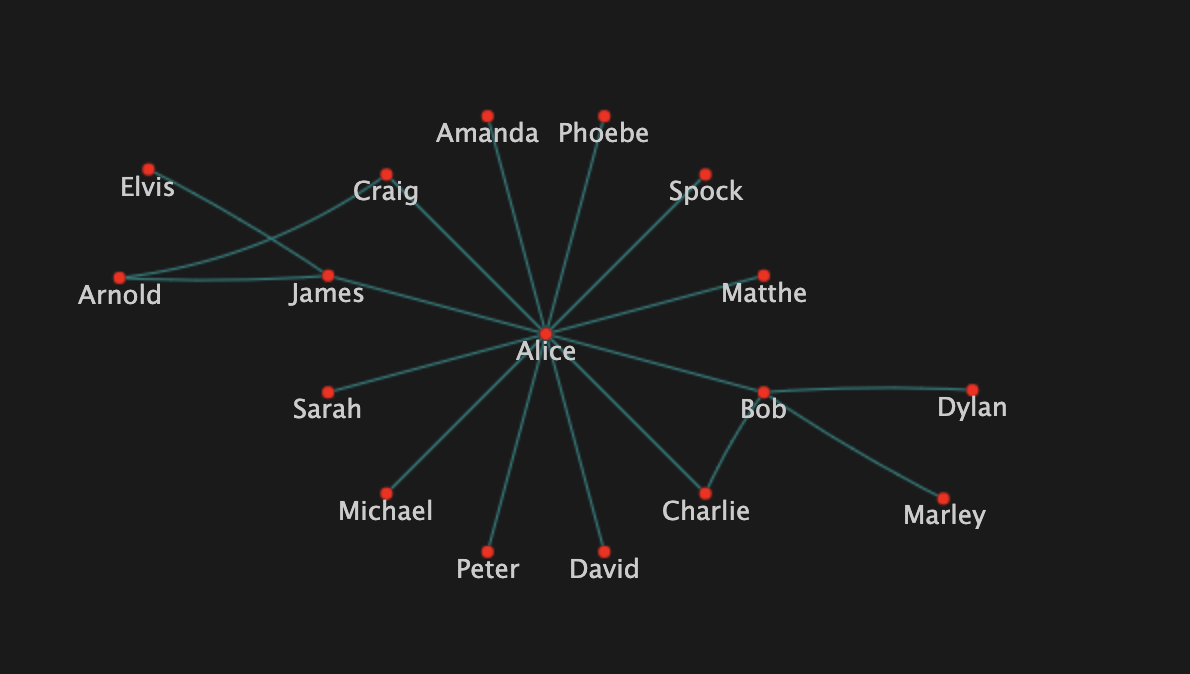 Amanda
Phoebe
Elvis
Craig
Spock
Arnold
James
Matthe
Alice
Sarah
Bob
Dylan
Michael
Charlie
Marley
Peter
David